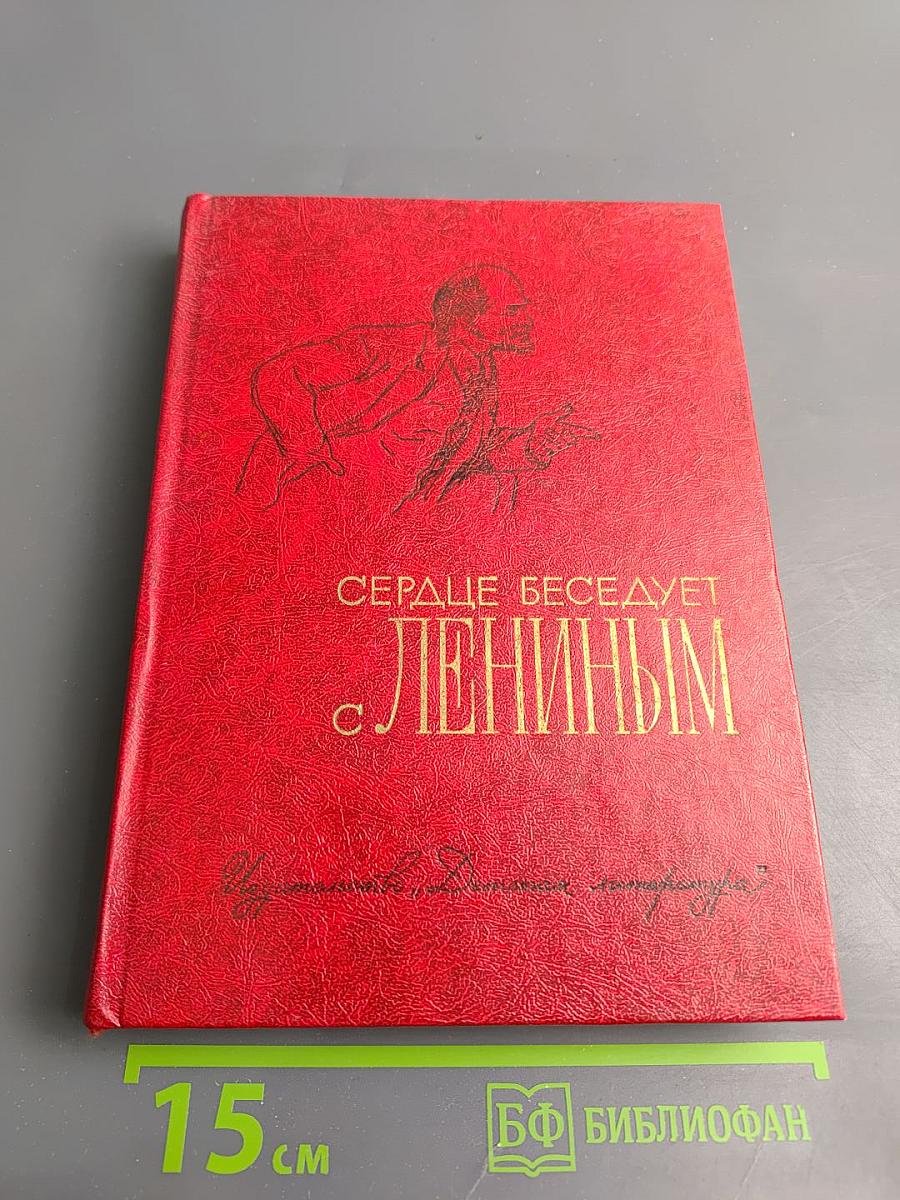 СЕРДЦЕ БЕСЕДУЕТ
с ЛЕНИНЫМ
Издательство „Детская литература”
15 см
БФ БИБЛИОФАН